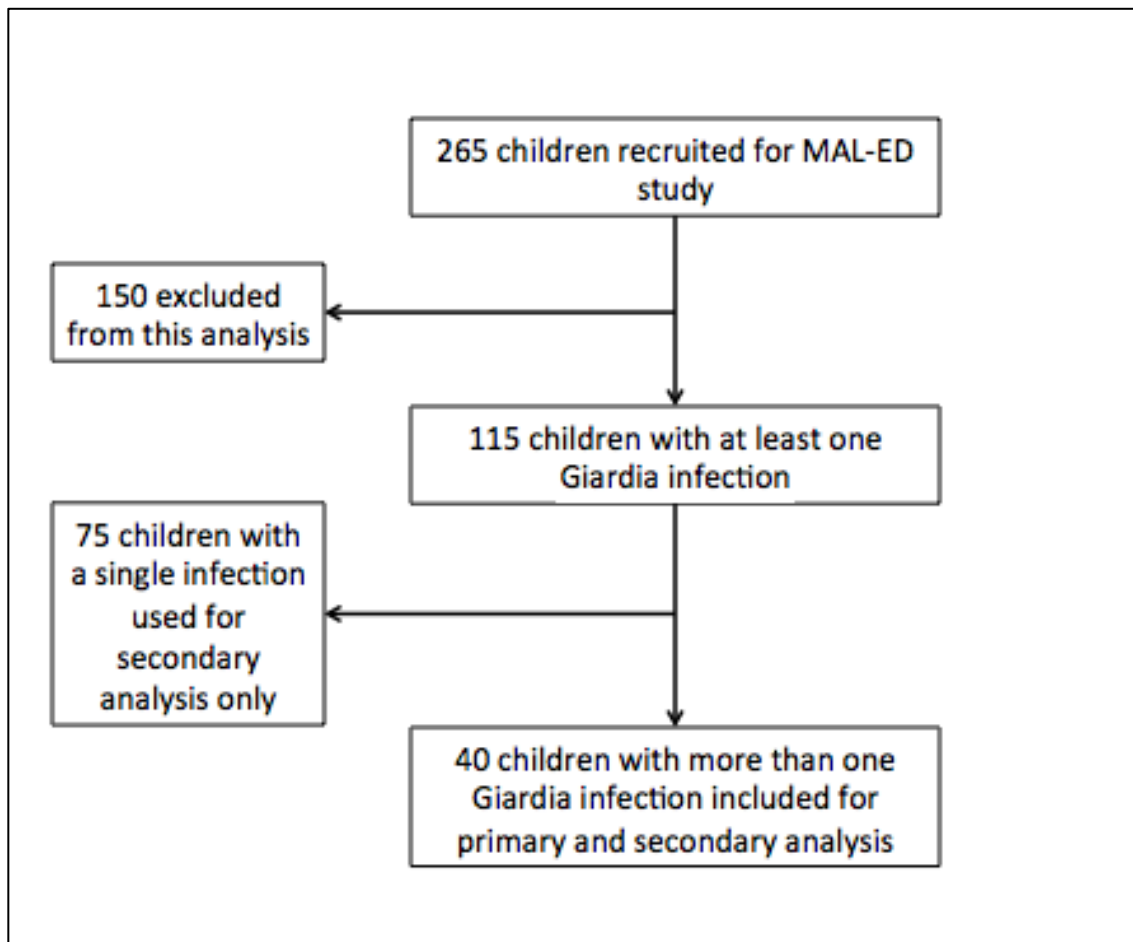 265 children recruited for MAL-ED
study
150 excluded
from this analysis
115 children with at least one
Giardia infection
75 children with
a single infection
used for
secondary
analysis only
40 children with more than one
Giardia infection included for
primary and secondary analysis